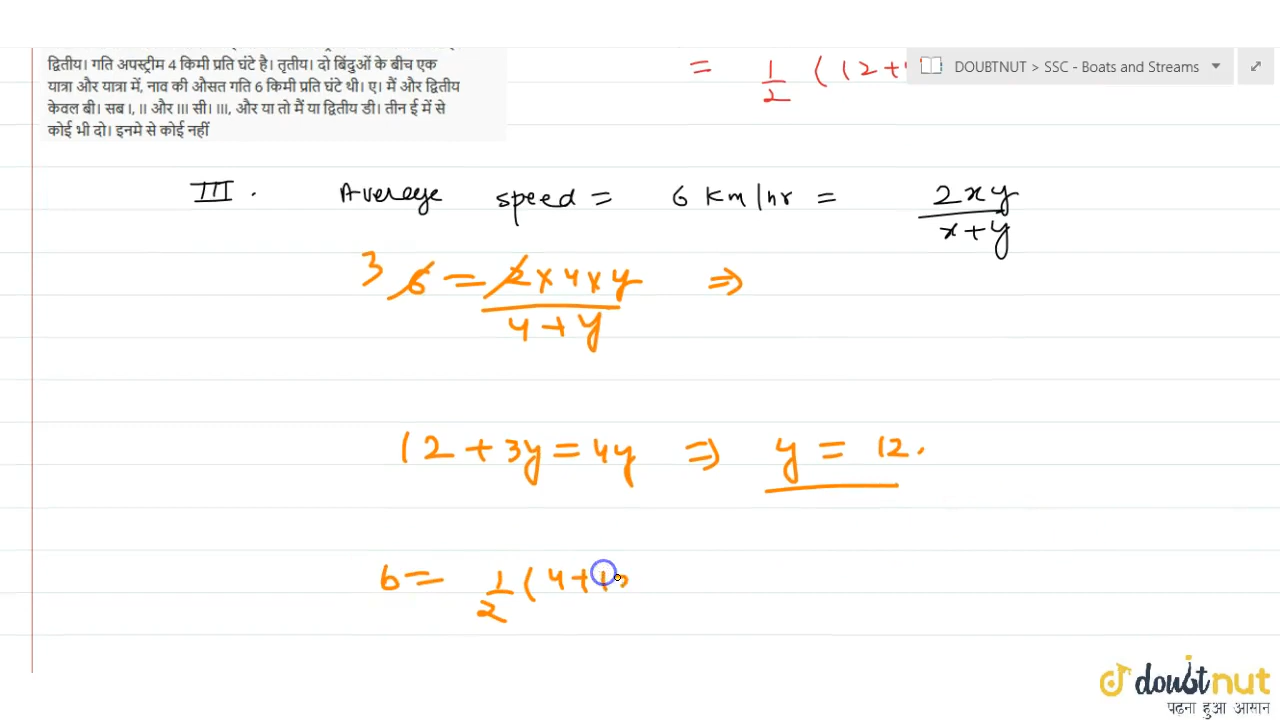 द्वितीय। गति अपस्ट्रीम 4 किमी प्रति घंटे है। तृतीय। दो बिंदुओं के बीच एक
यात्रा और यात्रा में, नाव की औसत गति 6 किमी प्रति घंटे थी। ए। मैं और द्वितीय
केवल बी। सब I, II और III सी। III, और या तो मैं या द्वितीय डी। तीन ई में से
कोई भी दो। इनमे से कोई नहीं
= 1/2 (12+
DOUBTNUT > SSC - Boats and Streams
III. Average speed = 6 Km/hr = 2xy/x+y
3 6 = 2×4×y/4+y ⇒
12 + 3y = 4y ⇒ y = 12.
b = 1/2 (4+1
doubtnut
पढ़ना हुआ आसान